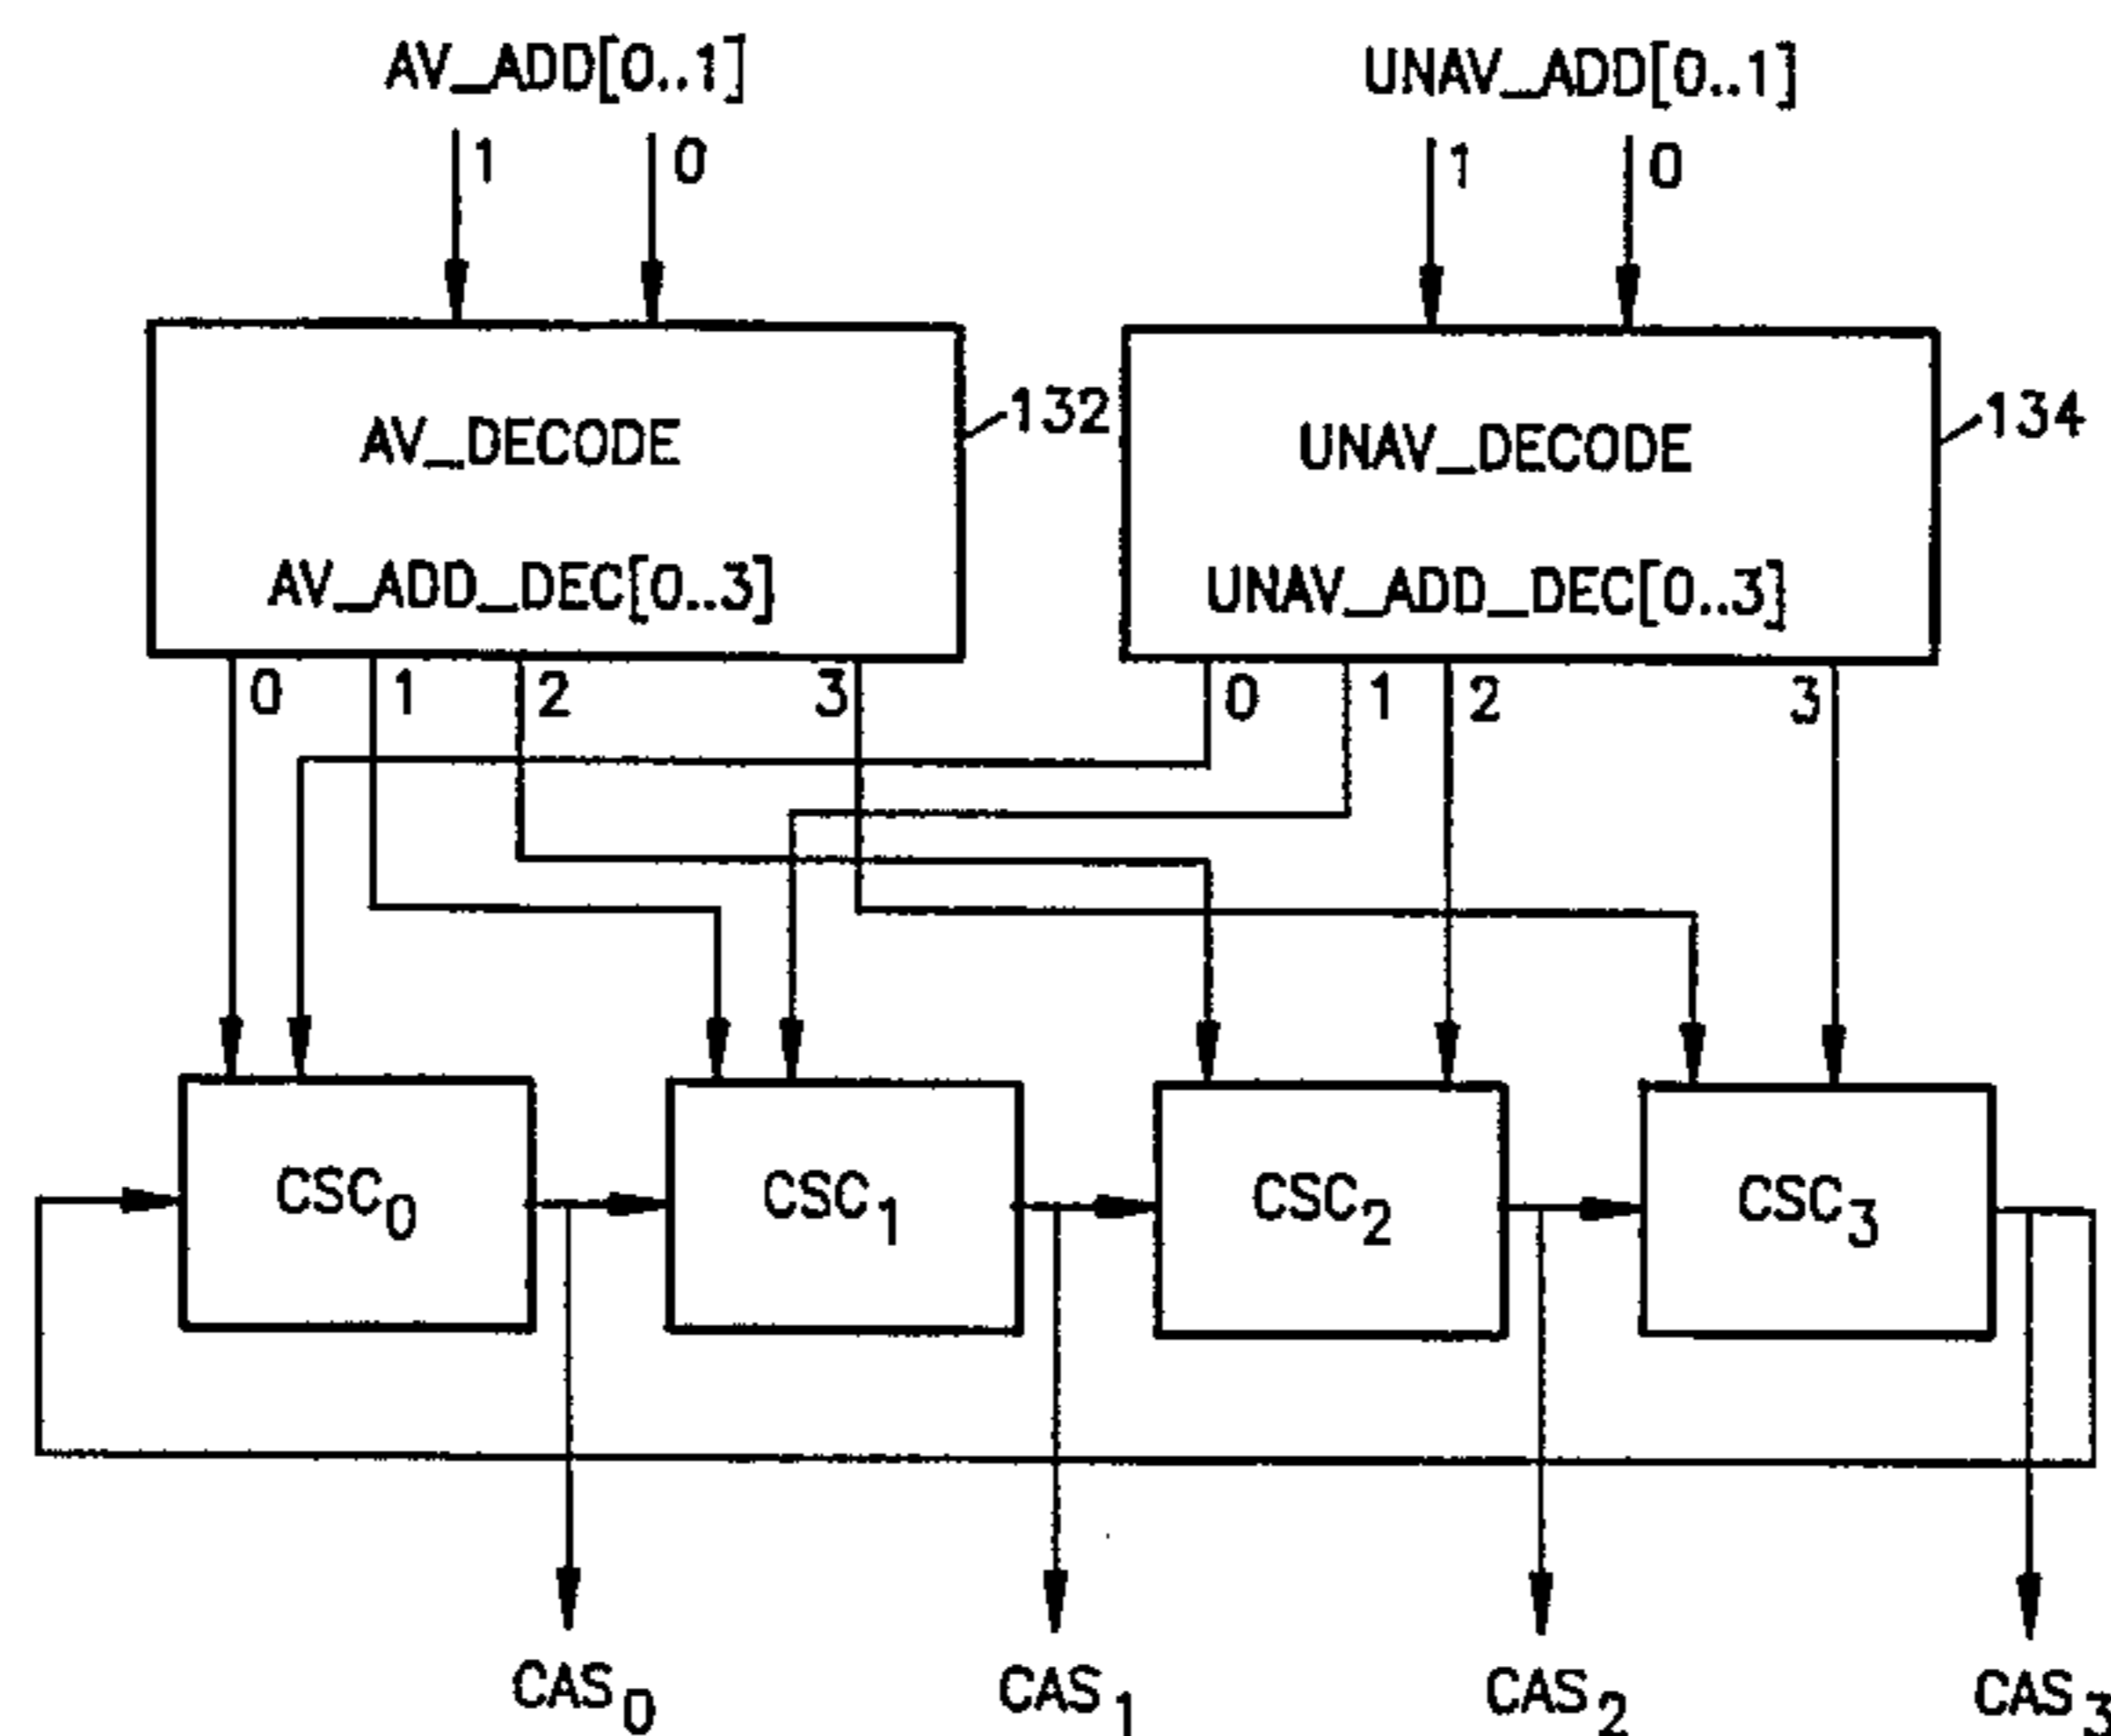 AV_ADD[0..1] UNAV_ADD[0..1]
1 0 1 0
132 134
AV_DECODE UNAV_DECODE
AV_ADD_DEC[0..3] UNAV_ADD_DEC[0..3]
0 1 2 3 0 1 2 3
CSC0 CSC1 CSC2 CSC3
CAS0 CAS1 CAS2 CAS3